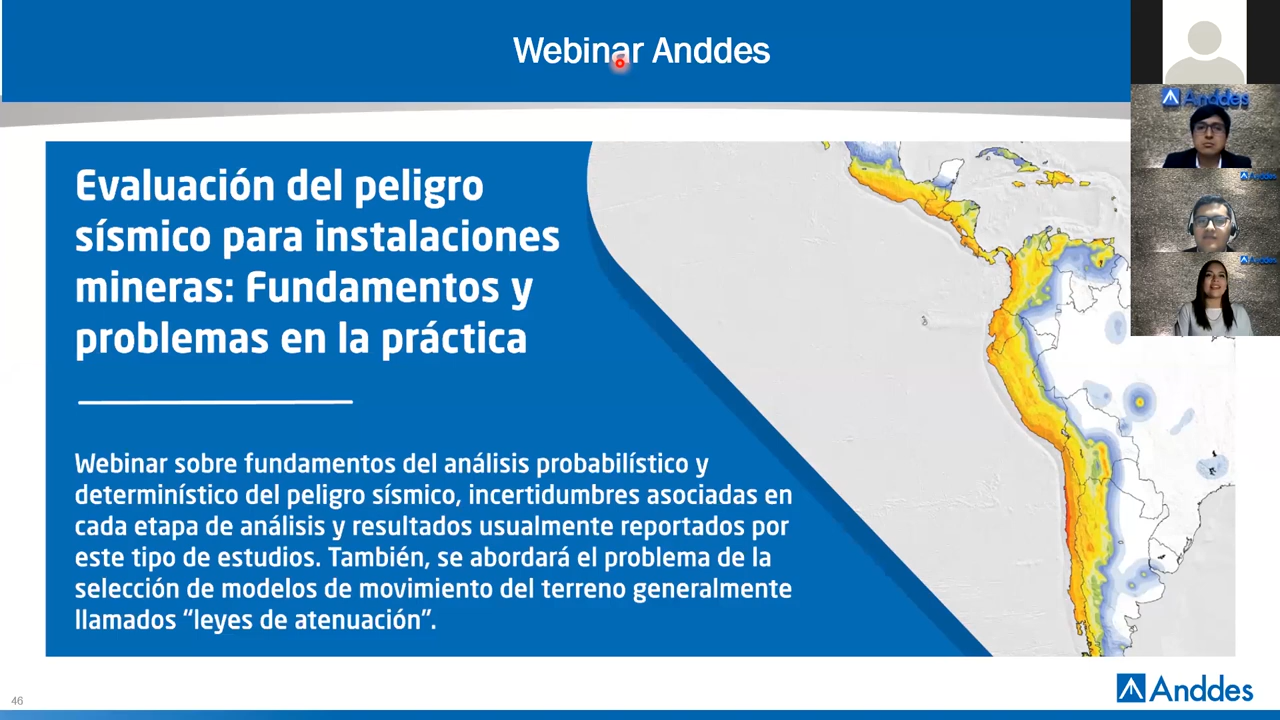 Webinar Anddes
Anddes
Evaluación del peligro
sísmico para instalaciones
mineras: Fundamentos y
problemas en la práctica
Anddes
Anddes
Webinar sobre fundamentos del análisis probabilístico y
determinístico del peligro sísmico, incertidumbres asociadas en
cada etapa de análisis y resultados usualmente reportados por
este tipo de estudios. También, se abordará el problema de la
selección de modelos de movimiento del terreno generalmente
llamados “leyes de atenuación”.
46
Anddes